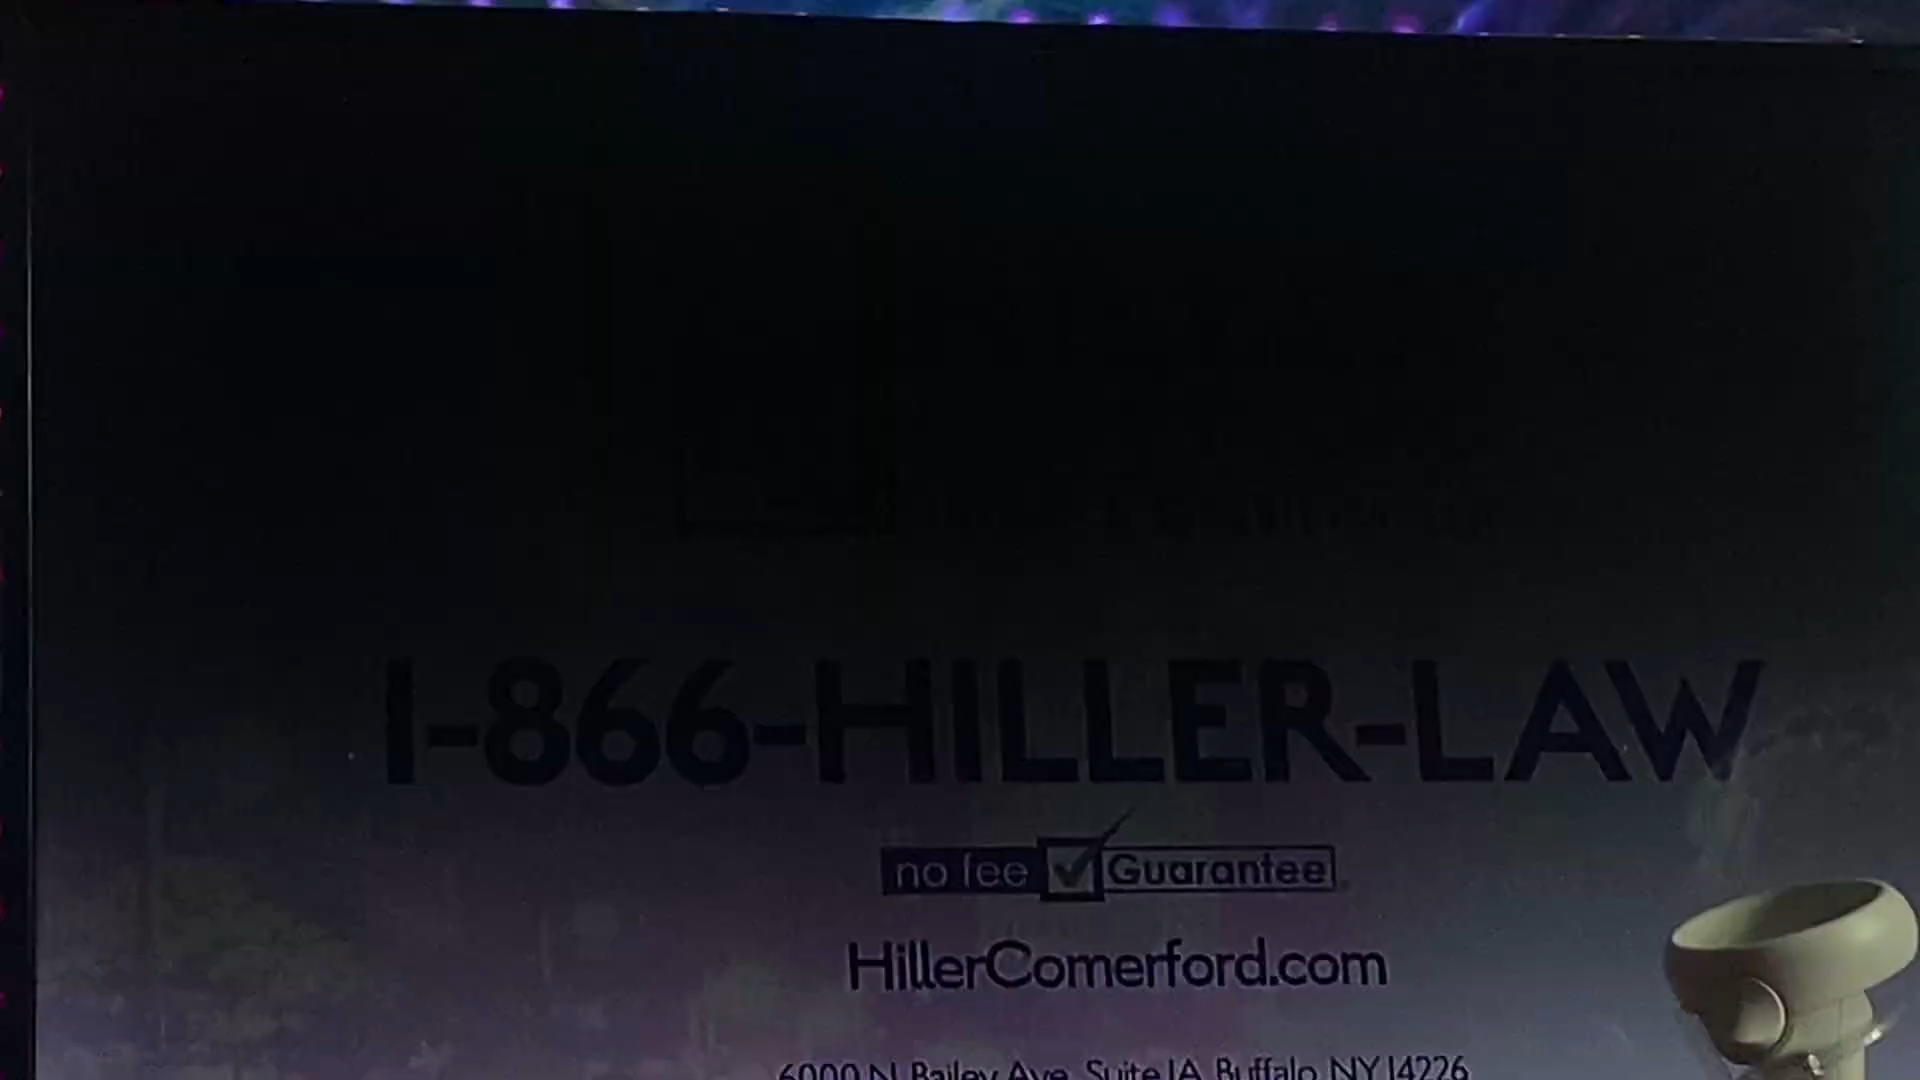 1-866-HILLER-LAW
no fee Guarantee
HillerComerford.com
6000 N. Bailey Ave, Suite 1A, Buffalo, NY 14226